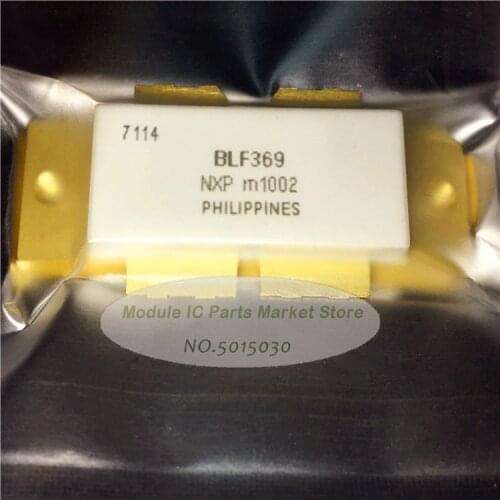 7114
BLF369
NXP m1002
PHILIPPINES
Module IC Parts Market Store
NO.5015030